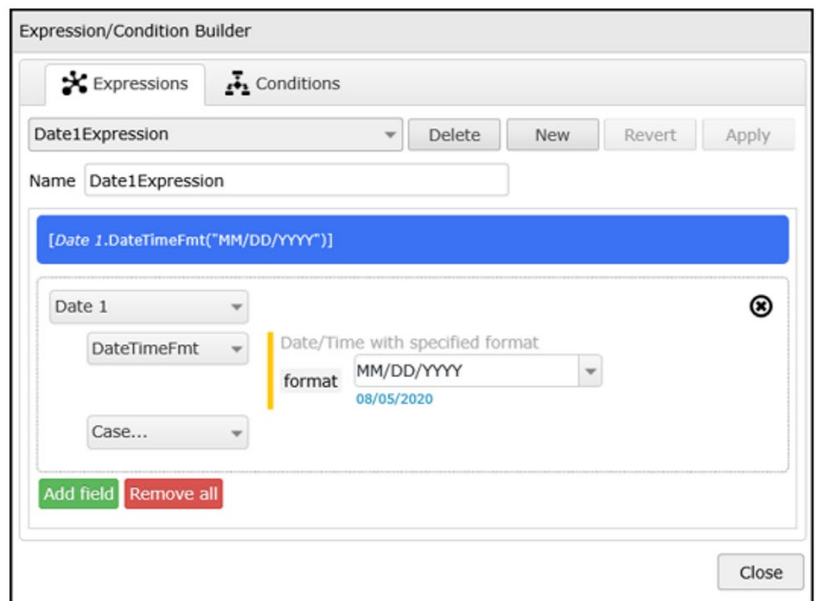 Expression/Condition Builder
Expressions Conditions
Date1Expression Delete New Revert Apply
Name Date1Expression
[Date 1.DateTimeFmt("MM/DD/YYYY")]
Date 1
DateTimeFmt Date/Time with specified format
format MM/DD/YYYY
08/05/2020
Case...
Add field Remove all
Close